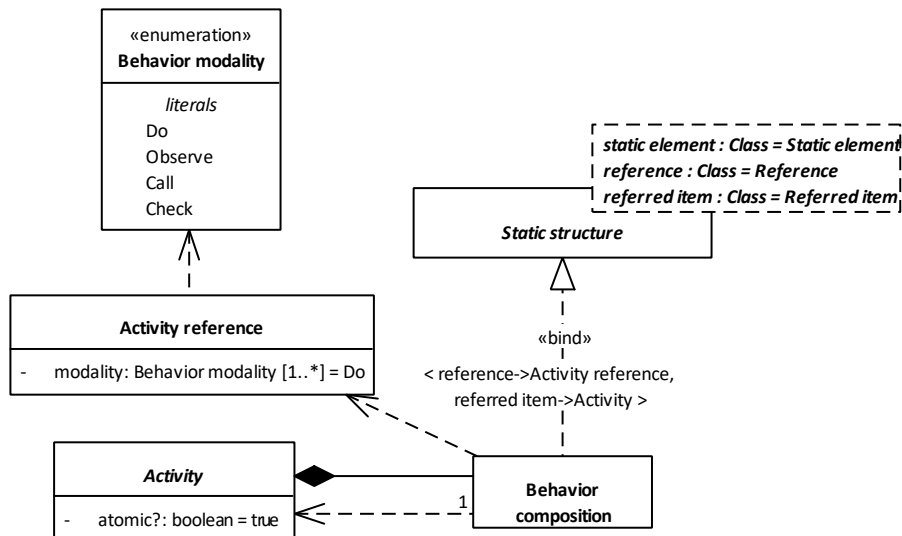 «enumeration»
Behavior modality
literals
Do
Observe
Call
Check
static element : Class = Static element
reference : Class = Reference
referred item : Class = Referred item
Static structure
Activity reference
- modality: Behavior modality [1..*] = Do
«bind»
< reference->Activity reference,
referred item->Activity >
Activity
- atomic?: boolean = true
1
Behavior
composition